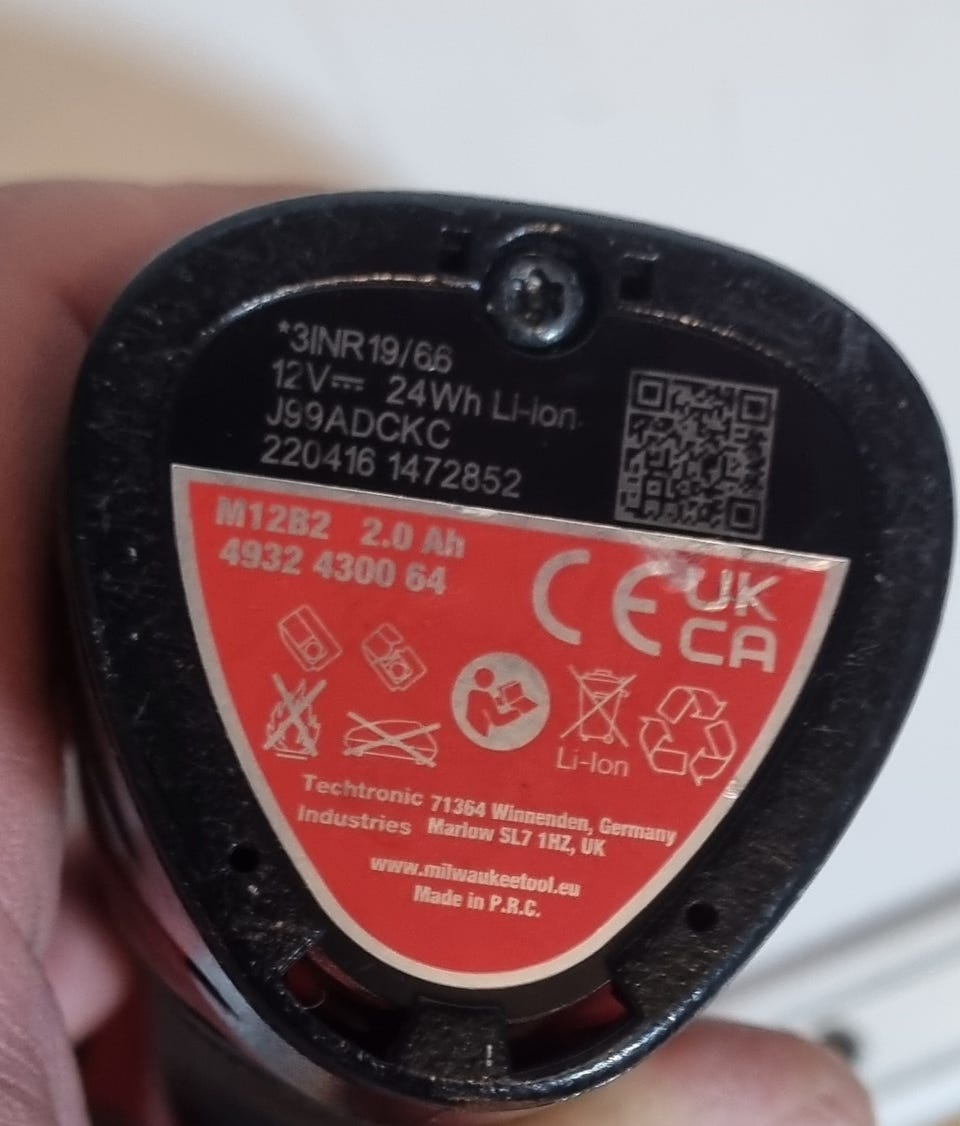 *3INR19/66
12V⎓ 24Wh Li-ion
J99ADCKC
220416 1472852
M12B2 2.0 Ah
4932 4300 64
CE UK
CA
Li-Ion
Techtronic 71364 Winnenden, Germany
Industries Marlow SL7 1HZ, UK
www.milwaukeetool.eu
Made in P.R.C.